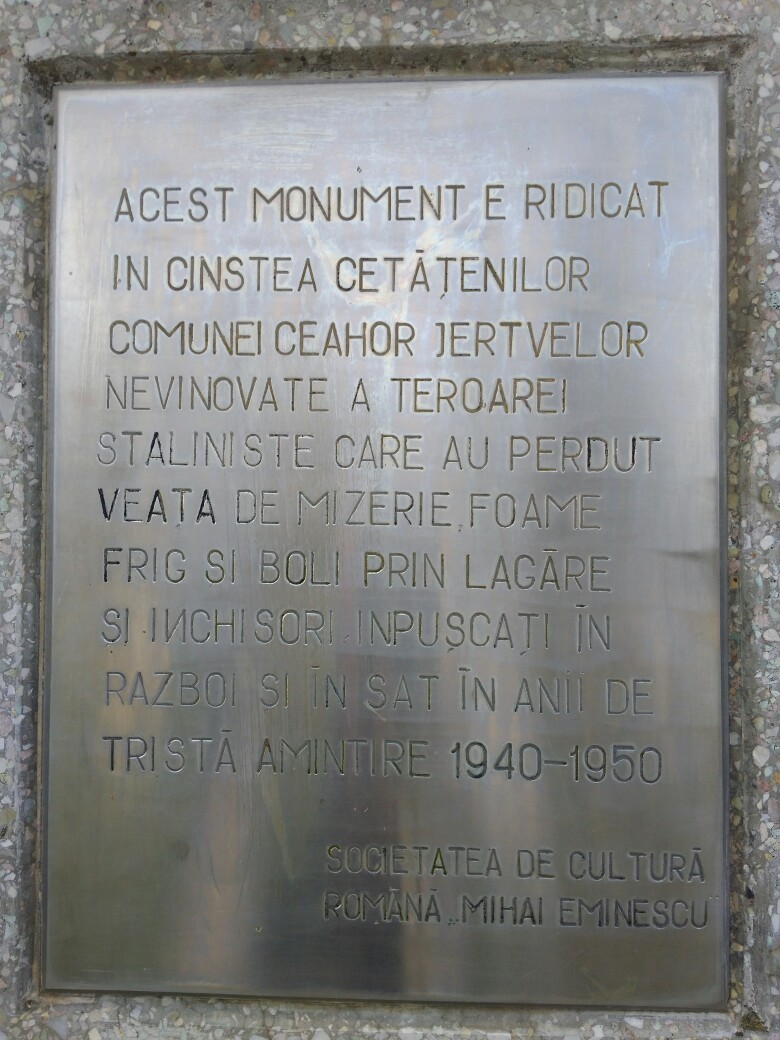 ACEST MONUMENT E RIDICAT
IN CINSTEA CETĂȚENILOR
COMUNEI CEAHOR JERTVELOR
NEVINOVATE A TEROAREI
STALINISTE CARE AU PERDUT
VEAȚA DE MIZERIE, FOAME
FRIG SI BOLI PRIN LAGĂRE
ȘI INCHISORI INPUȘCAȚI ÎN
RAZBOI ȘI ÎN SAT ÎN ANII DE
TRISTĂ AMINTIRE 1940-1950
SOCIETATEA DE CULTURĂ
ROMĂNĂ „MIHAI EMINESCU"